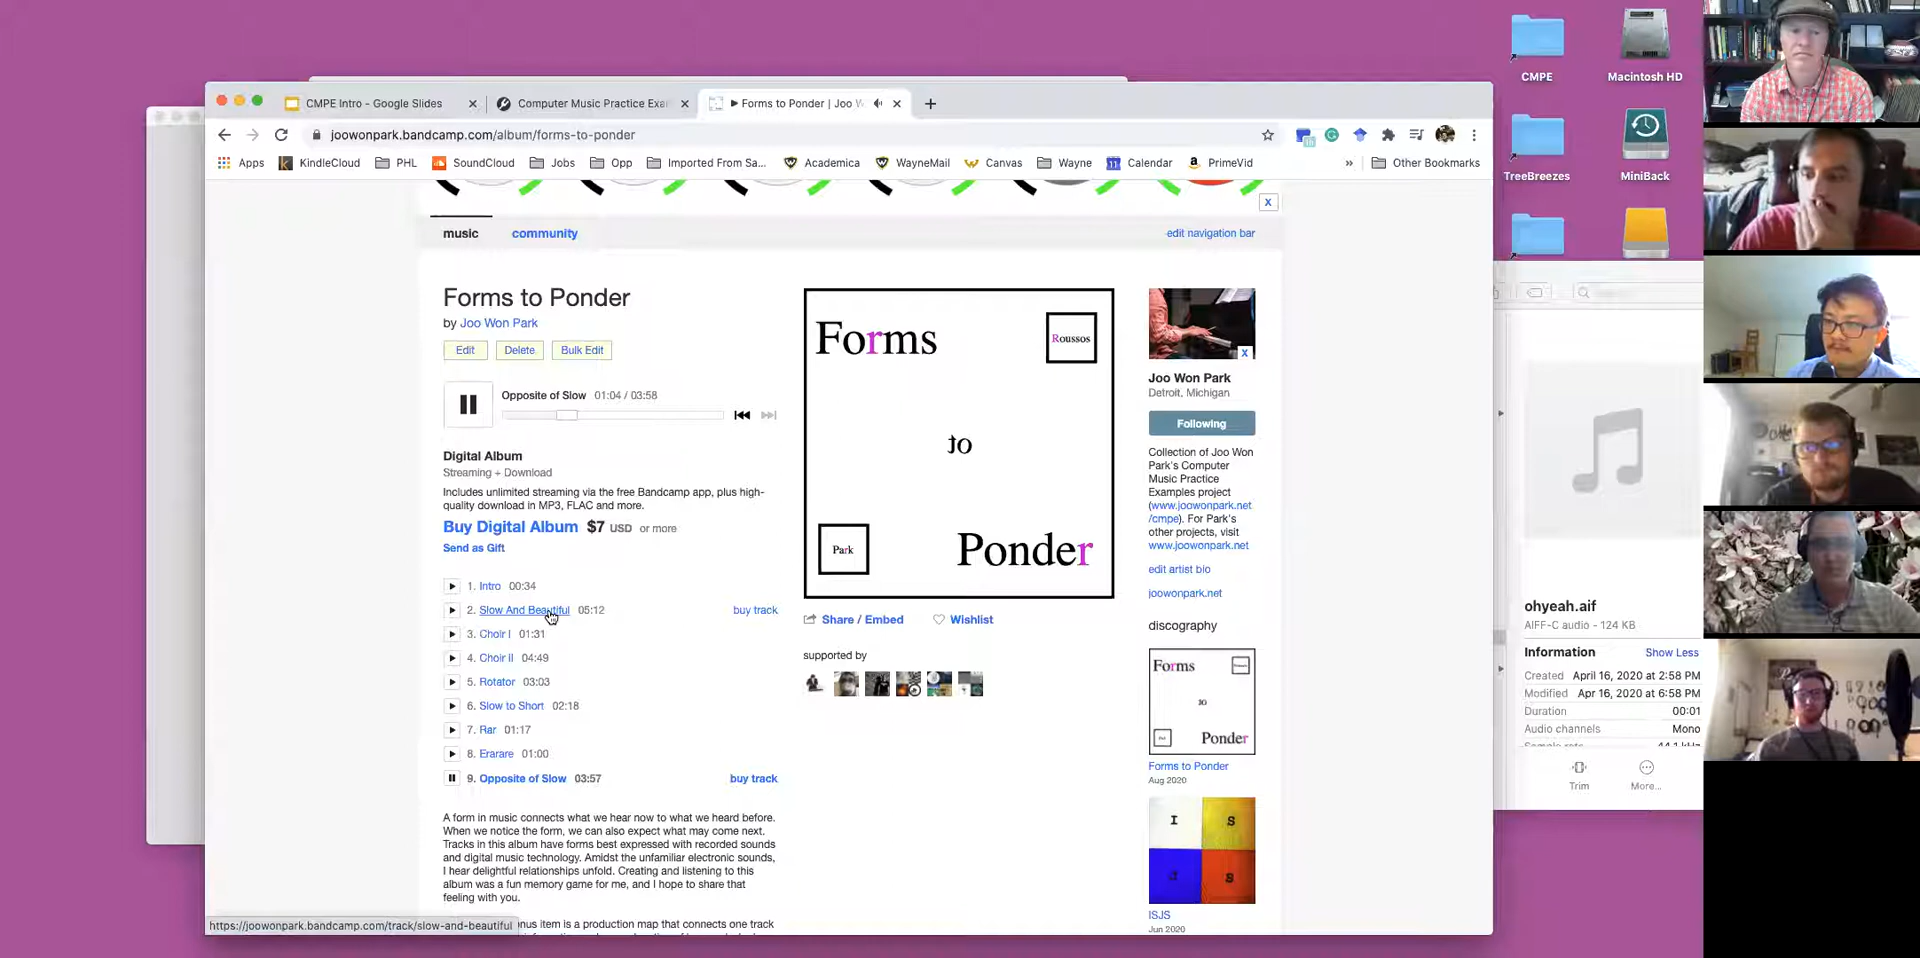 CMPE Intro - Google Slides
Computer Music Practice Exa
Forms to Ponder | Joo W
joowonpark.bandcamp.com/album/forms-to-ponder
Apps
KindleCloud
PHL
SoundCloud
Jobs
Opp
Imported From Sa...
Academica
WayneMail
Canvas
Wayne
Calendar
PrimeVid
»
Other Bookmarks
music
community
edit navigation bar
X
Forms to Ponder
by Joo Won Park
Edit
Delete
Bulk Edit
Opposite of Slow 01:04 / 03:58
Digital Album
Streaming + Download
Includes unlimited streaming via the free Bandcamp app, plus high-
quality download in MP3, FLAC and more.
Buy Digital Album $7 USD or more
Send as Gift
1. Intro 00:34
2. Slow And Beautiful 05:12 buy track
3. Choir I 01:31
4. Choir II 04:49
5. Rotator 03:03
6. Slow to Short 02:18
7. Rar 01:17
8. Erarare 01:00
9. Opposite of Slow 03:57 buy track
A form in music connects what we hear now to what we heard before.
When we notice the form, we can also expect what may come next.
Tracks in this album have forms best expressed with recorded sounds
and digital music technology. Amidst the unfamiliar electronic sounds,
I hear delightful relationships unfold. Creating and listening to this
album was a fun memory game for me, and I hope to share that
feeling with you.
nus item is a production map that connects one track
https://joowonpark.bandcamp.com/track/slow-and-beautiful
Forms
Roussos
to
Park
Ponder
Share / Embed
Wishlist
supported by
X
Joo Won Park
Detroit, Michigan
Following
Collection of Joo Won
Park's Computer
Music Practice
Examples project
(www.joowonpark.net
/cmpe). For Park's
other projects, visit
www.joowonpark.net
edit artist bio
joowonpark.net
discography
Forms
to
Ponder
Forms to Ponder
Aug 2020
I S
J S
ISJS
Jun 2020
CMPE
Macintosh HD
TreeBreezes
MiniBack
ohyeah.aif
AIFF-C audio - 124 KB
Information Show Less
Created April 16, 2020 at 2:58 PM
Modified Apr 16, 2020 at 6:58 PM
Duration 00:01
Audio channels Mono
Trim
More...